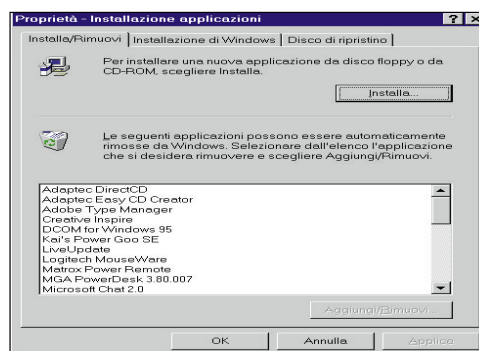 Proprietà - Installazione applicazioni
Installa/Rimuovi Installazione di Windows Disco di ripristino
Per installare una nuova applicazione da disco floppy o da
CD-ROM, scegliere Installa.
Installa...
Le seguenti applicazioni possono essere automaticamente
rimosse da Windows. Selezionare dall'elenco l'applicazione
che si desidera rimuovere e scegliere Aggiungi/Rimuovi.
Adaptec DirectCD
Adaptec Easy CD Creator
Adobe Type Manager
Creative Inspire
DCOM for Windows 95
Kai's Power Goo SE
LiveUpdate
Logitech MouseWare
Matrox Power Remote
MGA PowerDesk 3.80.007
Microsoft Chat 2.0
Aggiungi/Rimuovi...
OK Annulla Applica